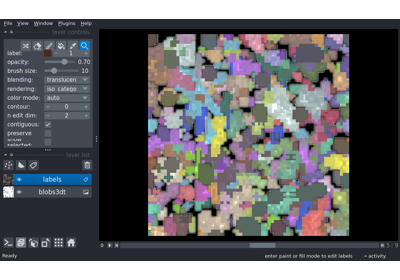 File View Window Plugins Help
layer controls
label: 1
opacity: 0.70
brush size: 10
blending: translucen
rendering: iso_catego
color mode: auto
contour: 0
n edit dim: 2
contiguous:
preserve
show
selected:
layer list
labels
blobs3dt
Ready
enter paint or fill mode to edit labels
activity